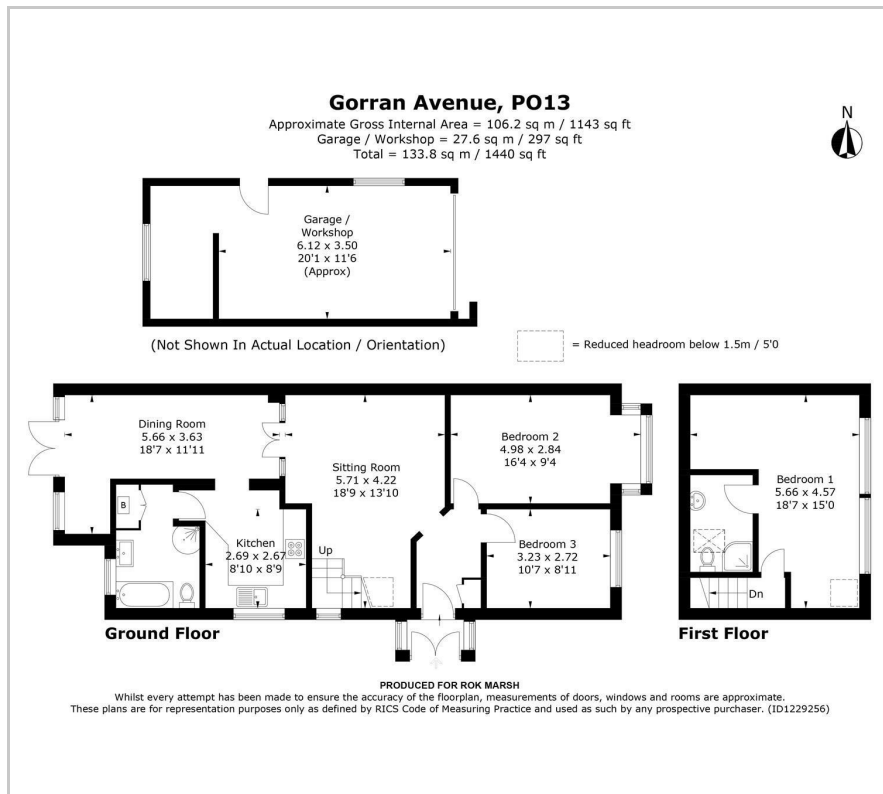 Gorran Avenue, PO13
Approximate Gross Internal Area = 106.2 sq m / 1143 sq ft
Garage / Workshop = 27.6 sq m / 297 sq ft
Total = 133.8 sq m / 1440 sq ft
N
Garage /
Workshop
6.12 x 3.50
20'1 x 11'6
(Approx)
(Not Shown In Actual Location / Orientation)
= Reduced headroom below 1.5m / 5'0
Dining Room
5.66 x 3.63
18'7 x 11'11
Sitting Room
5.71 x 4.22
18'9 x 13'10
Bedroom 2
4.98 x 2.84
16'4 x 9'4
Bedroom 1
5.66 x 4.57
18'7 x 15'0
B
Kitchen
2.69 x 2.67
8'10 x 8'9
Up
Bedroom 3
3.23 x 2.72
10'7 x 8'11
Dn
Ground Floor
First Floor
PRODUCED FOR ROK MARSH
Whilst every attempt has been made to ensure the accuracy of the floorplan, measurements of doors, windows and rooms are approximate.
These plans are for representation purposes only as defined by RICS Code of Measuring Practice and used as such by any prospective purchaser. (ID1229256)